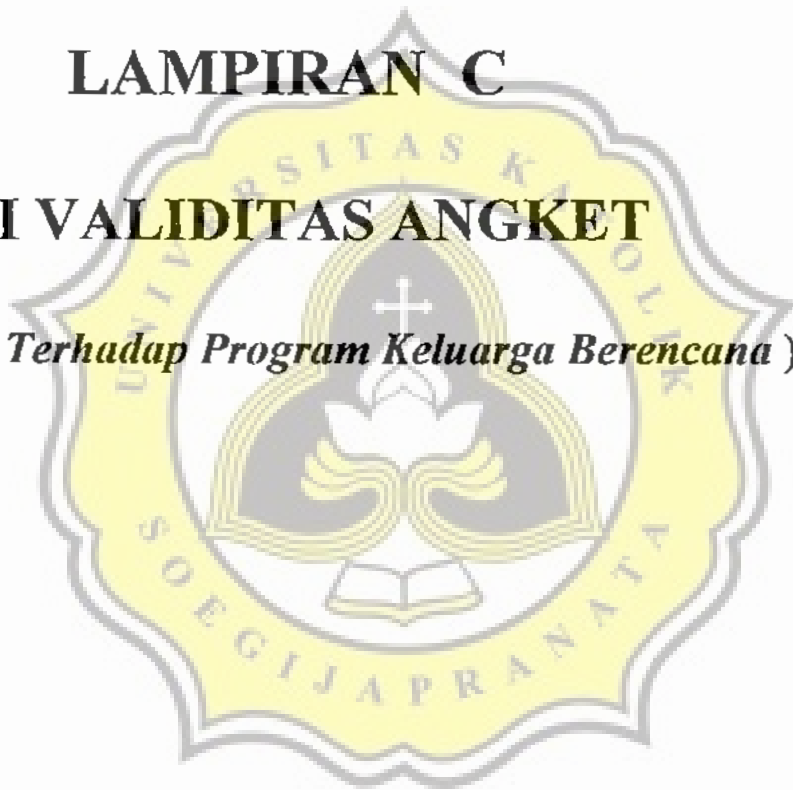 LAMPIRAN C
I VALIDITAS ANGKET
Terhadap Program Keluarga Berencana )
UNIVERSITAS KATOLIK
SOEGIJAPRANATA